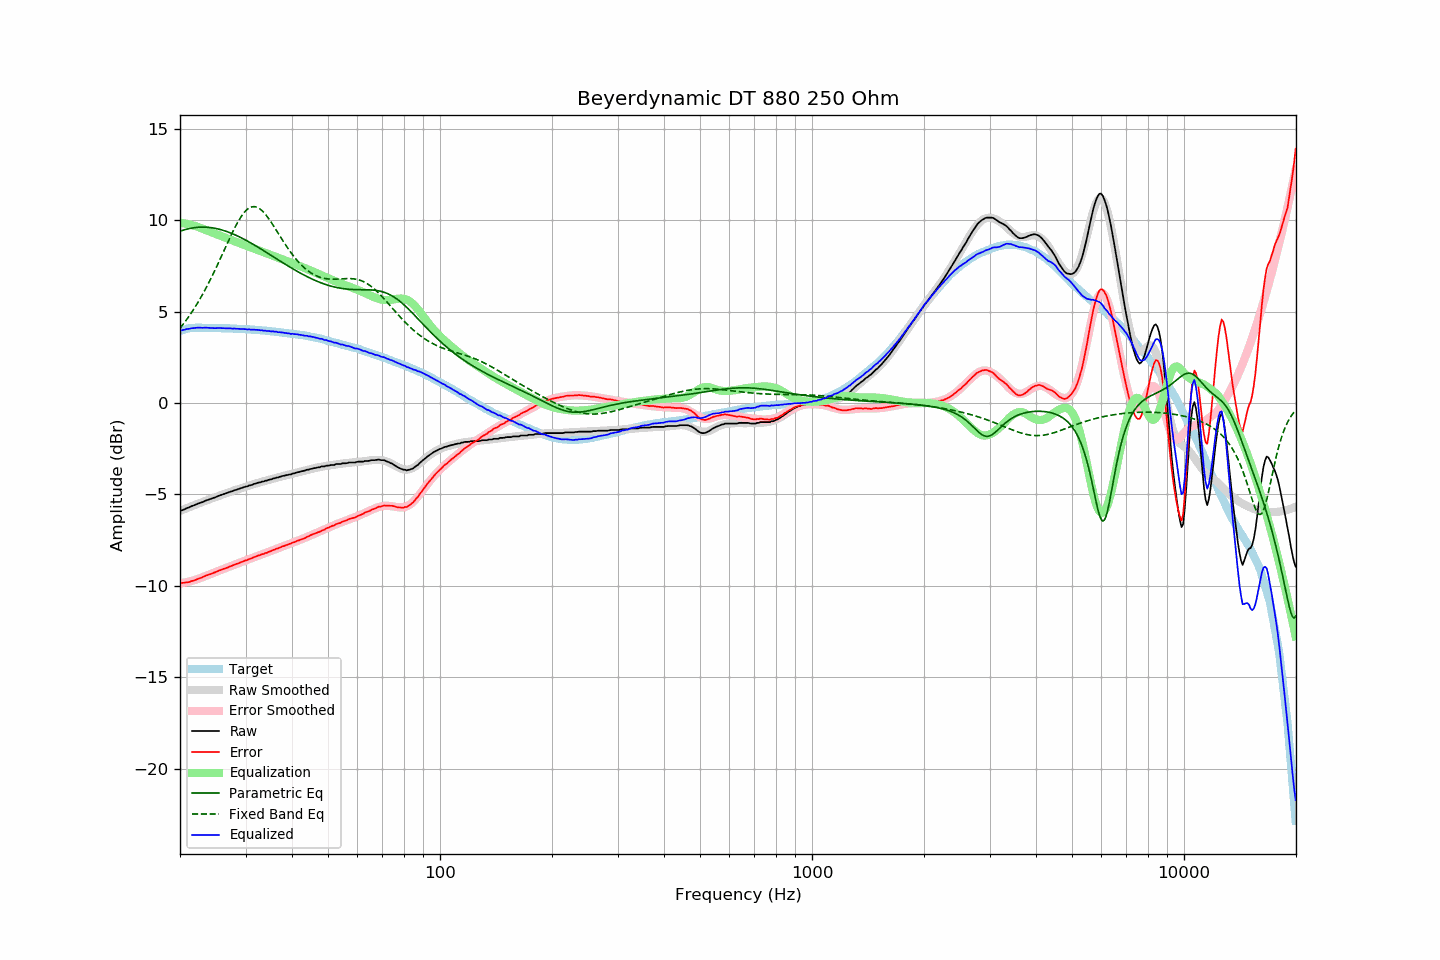 Beyerdynamic DT 880 250 Ohm
15
10
5
0
−5
−10
−15
−20
Amplitude (dBr)
Target
Raw Smoothed
Error Smoothed
Raw
Error
Equalization
Parametric Eq
Fixed Band Eq
Equalized
100
1000
10000
Frequency (Hz)